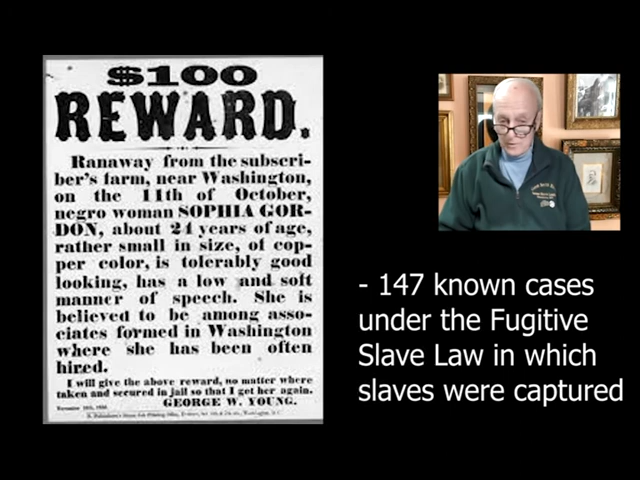 $100
REWARD.
Ranaway from the subscri-
ber's farm, near Washington,
on the 11th of October,
negro woman SOPHIA GOR-
DON, about 24 years of age,
rather small in size, of cop-
per color, is tolerably good
looking, has a low and soft
manner of speech. She is
believed to be among asso-
ciates formed in Washington
where she has been often
hired.
I will give the above reward, no matter where
taken and secured in jail so that I get her again.
GEORGE W. YOUNG.
- 147 known cases
under the Fugitive
Slave Law in which
slaves were captured